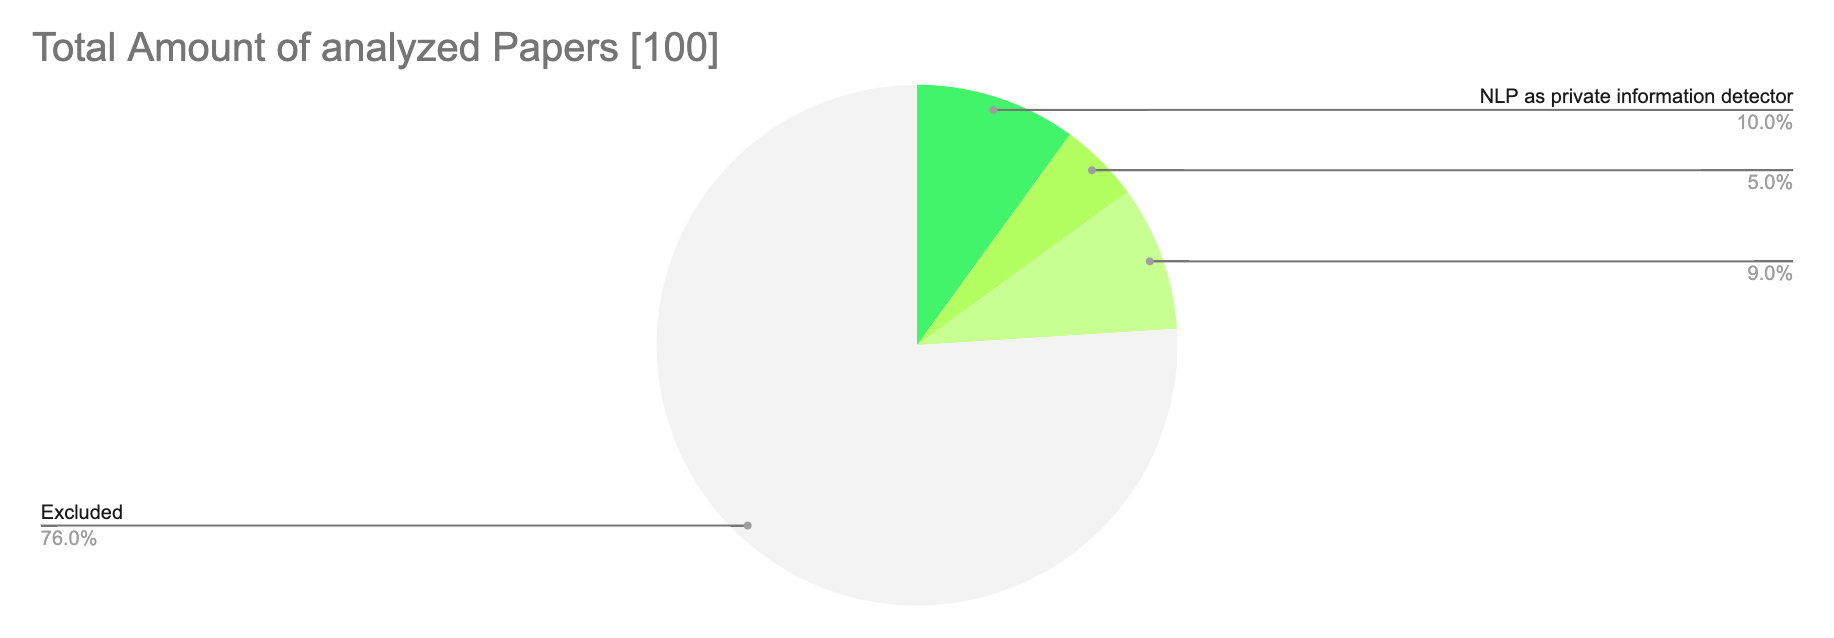 Total Amount of analyzed Papers [100]
NLP as private information detector
10.0%
5.0%
9.0%
Excluded
76.0%